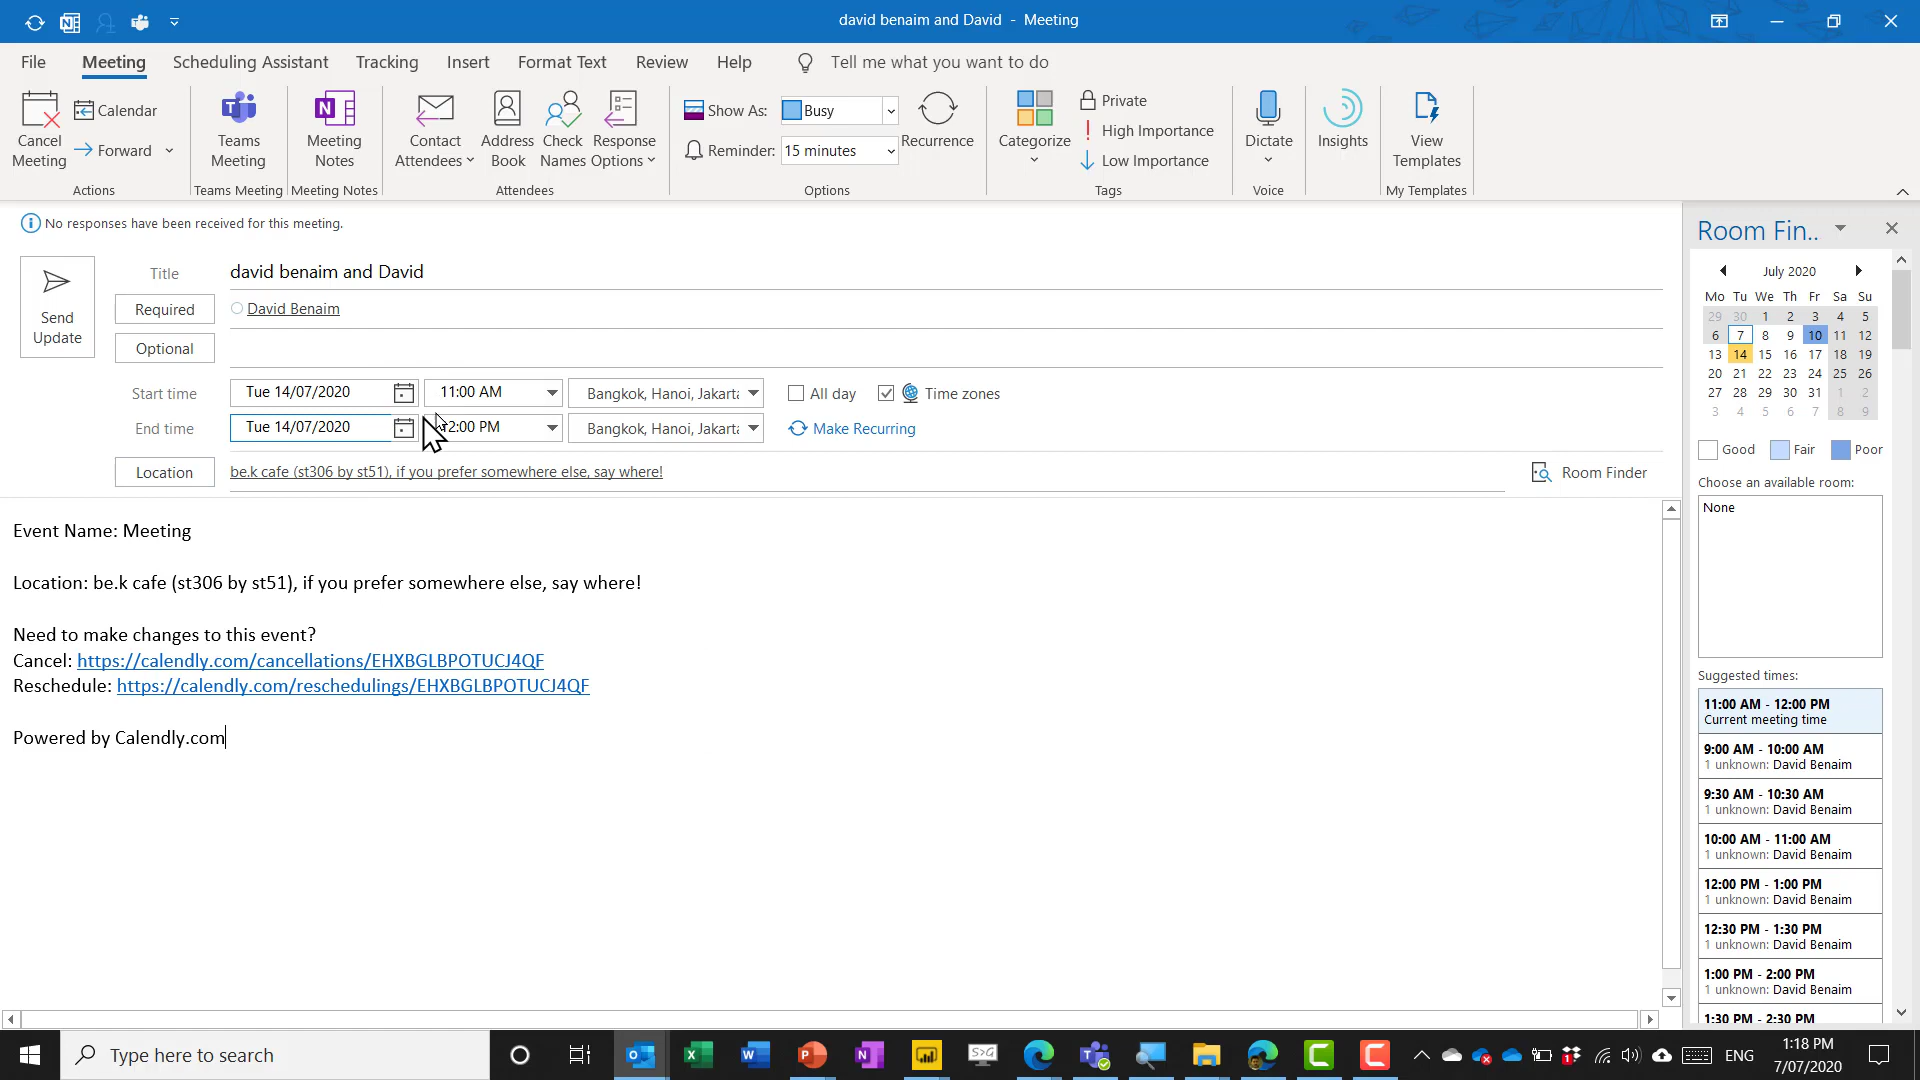 david benaim and David - Meeting
File Meeting Scheduling Assistant Tracking Insert Format Text Review Help Tell me what you want to do
Cancel Meeting
Calendar
Forward
Actions
Teams Meeting
Teams Meeting
Meeting Notes
Meeting Notes
Contact Attendees
Address Book
Check Names
Response Options
Attendees
Show As: Busy
Reminder: 15 minutes
Recurrence
Options
Categorize
Private
High Importance
Low Importance
Tags
Dictate
Voice
Insights
View Templates
My Templates
No responses have been received for this meeting.
Send Update
Title david benaim and David
Required David Benaim
Optional
Start time Tue 14/07/2020 11:00 AM Bangkok, Hanoi, Jakarta All day Time zones
End time Tue 14/07/2020 12:00 PM Bangkok, Hanoi, Jakarta Make Recurring
Location be.k cafe (st306 by st51), if you prefer somewhere else, say where! Room Finder
Event Name: Meeting
Location: be.k cafe (st306 by st51), if you prefer somewhere else, say where!
Need to make changes to this event?
Cancel: https://calendly.com/cancellations/EHXBGLBPOTUCJ4QF
Reschedule: https://calendly.com/reschedulings/EHXBGLBPOTUCJ4QF
Powered by Calendly.com
Room Fin..
July 2020
Mo Tu We Th Fr Sa Su
29 30 1 2 3 4 5
6 7 8 9 10 11 12
13 14 15 16 17 18 19
20 21 22 23 24 25 26
27 28 29 30 31 1 2
3 4 5 6 7 8 9
Good Fair Poor
Choose an available room:
None
Suggested times:
11:00 AM - 12:00 PM
Current meeting time
9:00 AM - 10:00 AM
1 unknown: David Benaim
9:30 AM - 10:30 AM
1 unknown: David Benaim
10:00 AM - 11:00 AM
1 unknown: David Benaim
12:00 PM - 1:00 PM
1 unknown: David Benaim
12:30 PM - 1:30 PM
1 unknown: David Benaim
1:00 PM - 2:00 PM
1 unknown: David Benaim
1:30 PM - 2:30 PM
Type here to search
ENG
1:18 PM
7/07/2020